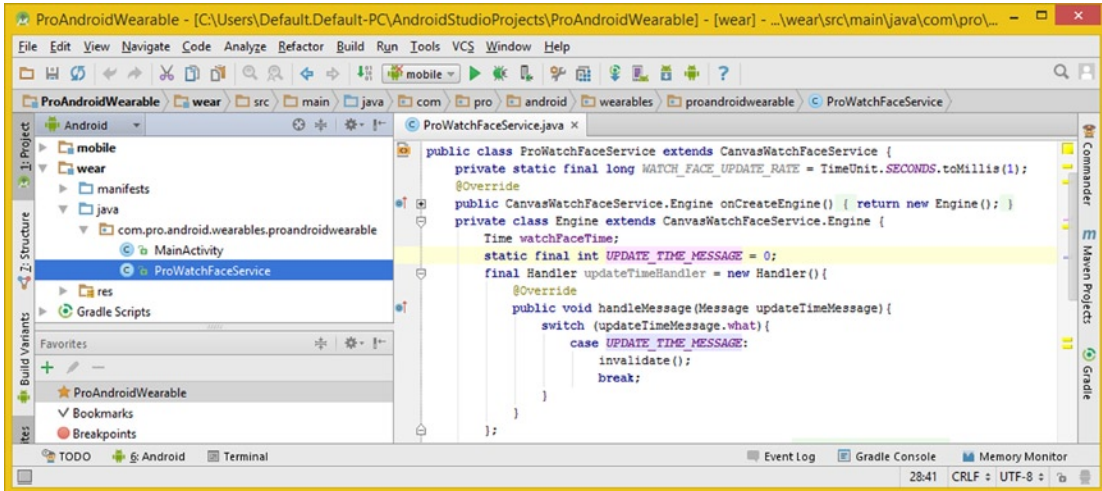 ProAndroidWearable - [C:\Users\Default.Default-PC\AndroidStudioProjects\ProAndroidWearable] - [wear] - ...\wear\src\main\java\com\pro\...
File Edit View Navigate Code Analyze Refactor Build Run Tools VCS Window Help
mobile
ProAndroidWearable wear src main java com pro android wearables proandroidwearable ProWatchFaceService
1: Project
Z: Structure
Build Variants
Android
mobile
wear
manifests
java
com.pro.android.wearables.proandroidwearable
MainActivity
ProWatchFaceService
res
Gradle Scripts
Favorites
ProAndroidWearable
Bookmarks
Breakpoints
ProWatchFaceService.java
public class ProWatchFaceService extends CanvasWatchFaceService {
private static final long WATCH_FACE_UPDATE_RATE = TimeUnit.SECONDS.toMillis(1);
@Override
public CanvasWatchFaceService.Engine onCreateEngine() { return new Engine(); }
private class Engine extends CanvasWatchFaceService.Engine {
Time watchFaceTime;
static final int UPDATE_TIME_MESSAGE = 0;
final Handler updateTimeHandler = new Handler(){
@Override
public void handleMessage(Message updateTimeMessage){
switch (updateTimeMessage.what){
case UPDATE_TIME_MESSAGE:
invalidate();
break;
}
}
};
Commander
m Maven Projects
Gradle
TODO 6: Android Terminal Event Log Gradle Console Memory Monitor
28:41 CRLF UTF-8